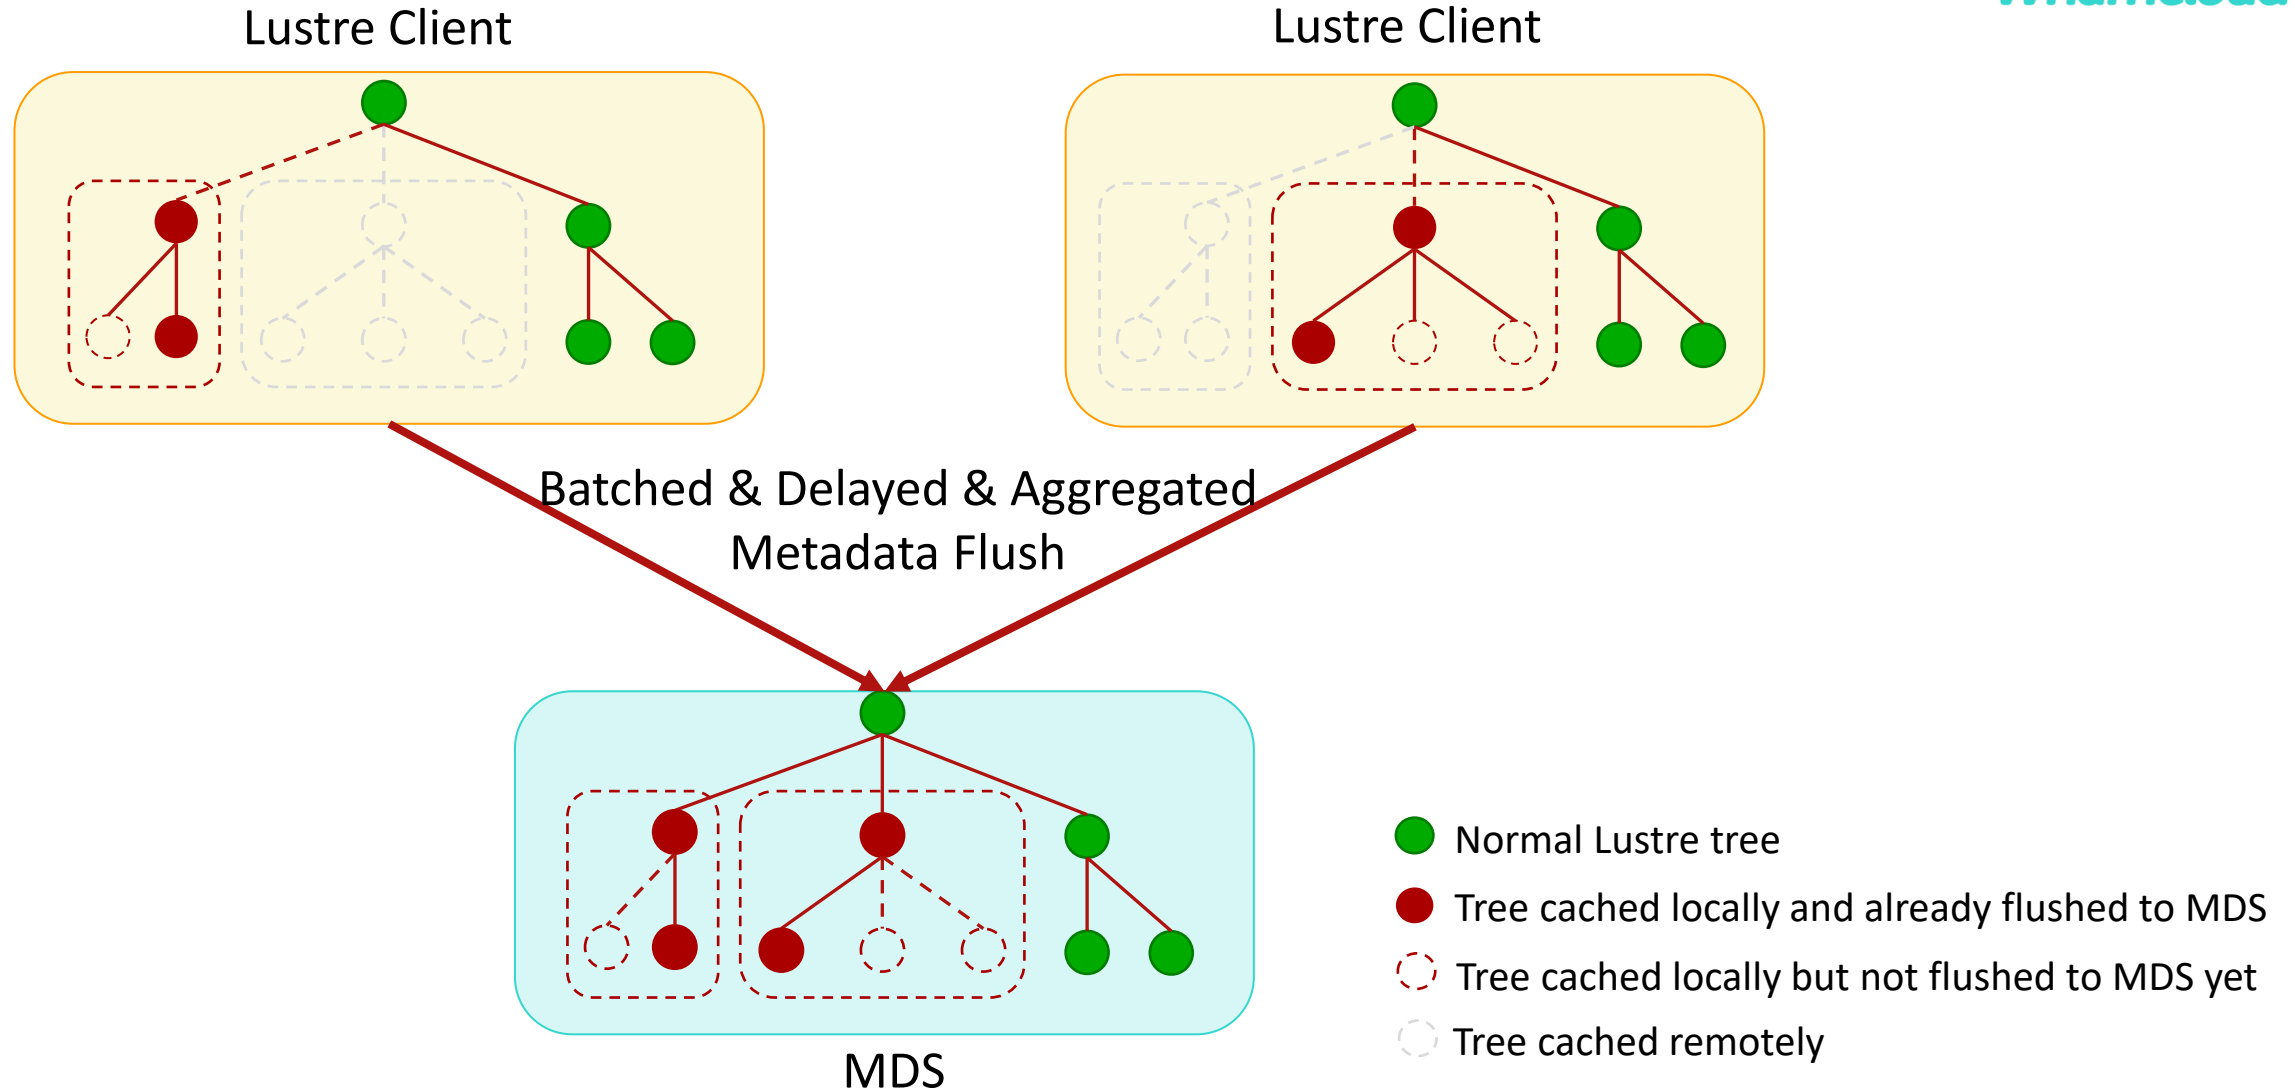 Lustre Client
Lustre Client
Batched & Delayed & Aggregated
Metadata Flush
MDS
Normal Lustre tree
Tree cached locally and already flushed to MDS
Tree cached locally but not flushed to MDS yet
Tree cached remotely